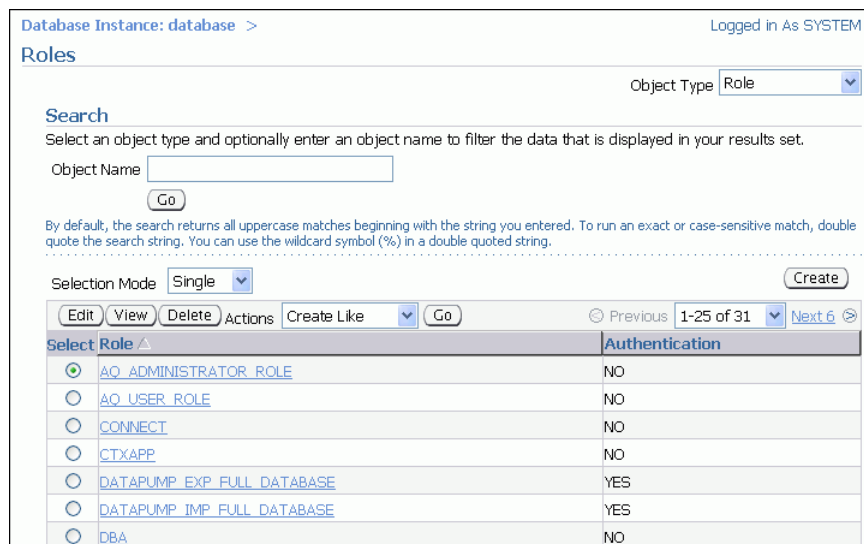 Database Instance: database > Logged in As SYSTEM
Roles
Object Type Role
Search
Select an object type and optionally enter an object name to filter the data that is displayed in your results set.
Object Name
Go
By default, the search returns all uppercase matches beginning with the string you entered. To run an exact or case-sensitive match, double
quote the search string. You can use the wildcard symbol (%) in a double quoted string.
Selection Mode Single Create
Edit View Delete Actions Create Like Go Previous 1-25 of 31 Next 6
Select Role Authentication
AQ_ADMINISTRATOR_ROLE NO
AQ_USER_ROLE NO
CONNECT NO
CTXAPP NO
DATAPUMP_EXP_FULL_DATABASE YES
DATAPUMP_IMP_FULL_DATABASE YES
DBA NO